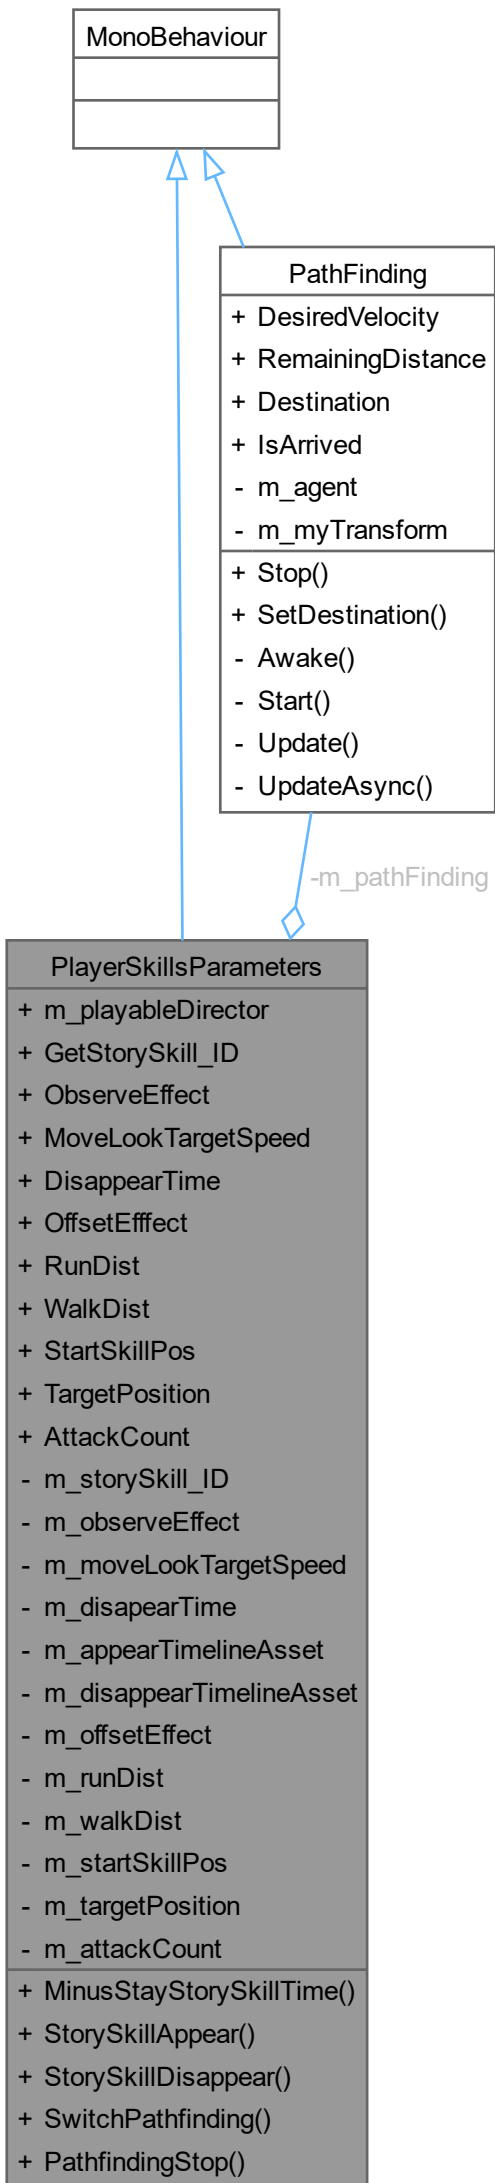 MonoBehaviour
PathFinding
+ DesiredVelocity
+ RemainingDistance
+ Destination
+ IsArrived
- m_agent
- m_myTransform
+ Stop()
+ SetDestination()
- Awake()
- Start()
- Update()
- UpdateAsync()
-m_pathFinding
PlayerSkillsParameters
+ m_playableDirector
+ GetStorySkill_ID
+ ObserveEffect
+ MoveLookTargetSpeed
+ DisappearTime
+ OffsetEfffect
+ RunDist
+ WalkDist
+ StartSkillPos
+ TargetPosition
+ AttackCount
- m_storySkill_ID
- m_observeEffect
- m_moveLookTargetSpeed
- m_disapearTime
- m_appearTimelineAsset
- m_disappearTimelineAsset
- m_offsetEffect
- m_runDist
- m_walkDist
- m_startSkillPos
- m_targetPosition
- m_attackCount
+ MinusStayStorySkillTime()
+ StorySkillAppear()
+ StorySkillDisappear()
+ SwitchPathfinding()
+ PathfindingStop()